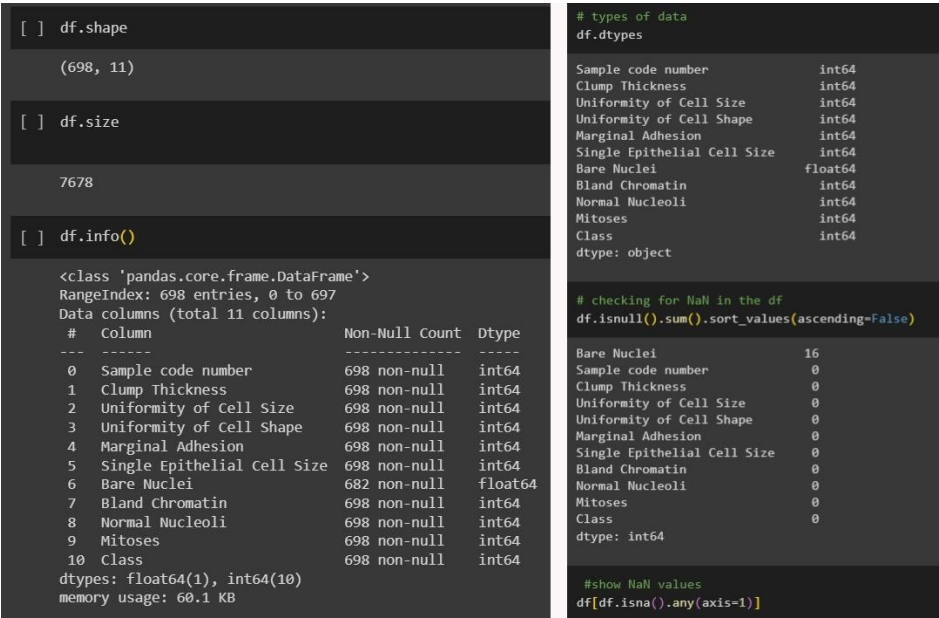 [ ] df.shape
(698, 11)
[ ] df.size
7678
[ ] df.info()
<class 'pandas.core.frame.DataFrame'>
RangeIndex: 698 entries, 0 to 697
Data columns (total 11 columns):
# Column Non-Null Count Dtype
--- ------ -------------- -----
0 Sample code number 698 non-null int64
1 Clump Thickness 698 non-null int64
2 Uniformity of Cell Size 698 non-null int64
3 Uniformity of Cell Shape 698 non-null int64
4 Marginal Adhesion 698 non-null int64
5 Single Epithelial Cell Size 698 non-null int64
6 Bare Nuclei 682 non-null float64
7 Bland Chromatin 698 non-null int64
8 Normal Nucleoli 698 non-null int64
9 Mitoses 698 non-null int64
10 Class 698 non-null int64
dtypes: float64(1), int64(10)
memory usage: 60.1 KB
# types of data
df.dtypes
Sample code number int64
Clump Thickness int64
Uniformity of Cell Size int64
Uniformity of Cell Shape int64
Marginal Adhesion int64
Single Epithelial Cell Size int64
Bare Nuclei float64
Bland Chromatin int64
Normal Nucleoli int64
Mitoses int64
Class int64
dtype: object
# checking for NaN in the df
df.isnull().sum().sort_values(ascending=False)
Bare Nuclei 16
Sample code number 0
Clump Thickness 0
Uniformity of Cell Size 0
Uniformity of Cell Shape 0
Marginal Adhesion 0
Single Epithelial Cell Size 0
Bland Chromatin 0
Normal Nucleoli 0
Mitoses 0
Class 0
dtype: int64
#show NaN values
df[df.isna().any(axis=1)]